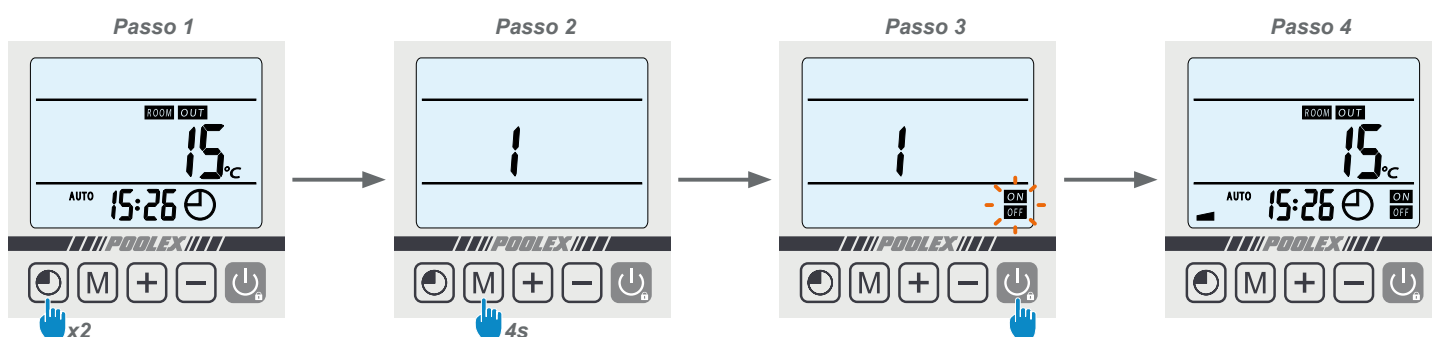 Passo 1
ROOM OUT
15°C
AUTO 15:26
POOLEX
M + −
x2
Passo 2
1
POOLEX
M + −
4s
Passo 3
1
ON
OFF
POOLEX
M + −
Passo 4
ROOM OUT
15°C
AUTO 15:26 ON
OFF
POOLEX
M + −